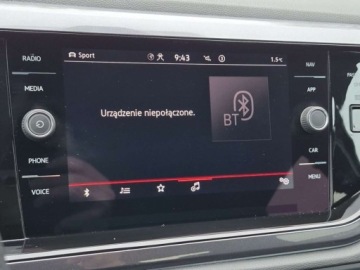 RADIO
MEDIA
PHONE
VOICE
Sport
9:43
1.5°C
Urządzenie niepołączone.
BT
NAV
APP
CAR
MENU